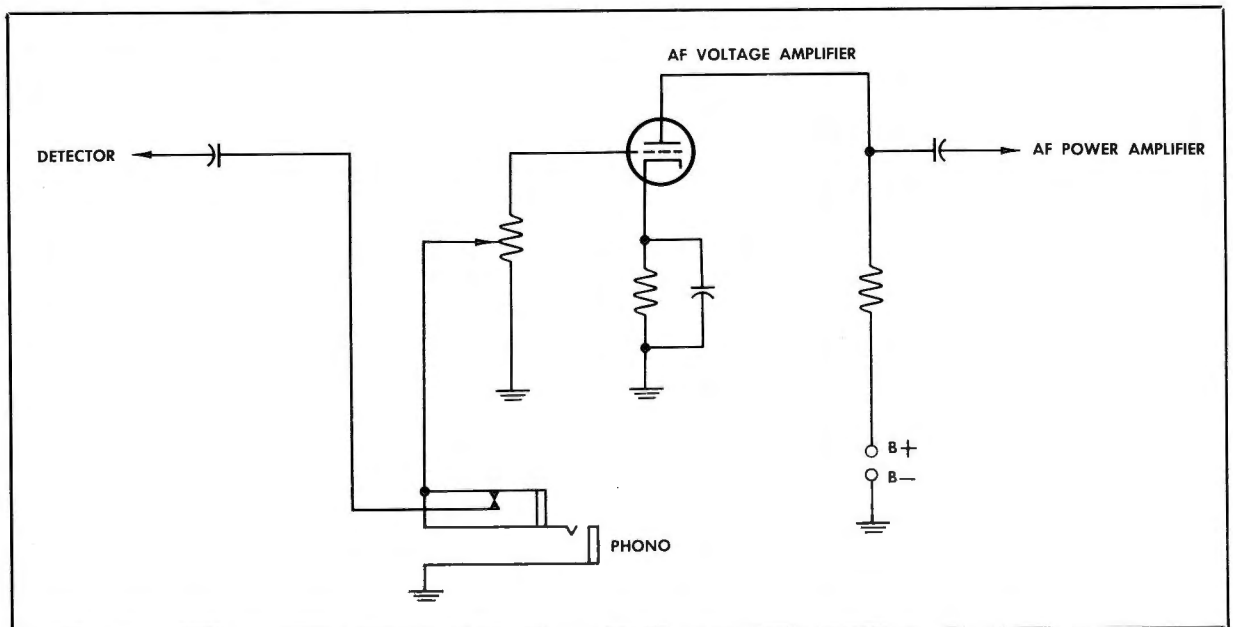 AF VOLTAGE AMPLIFIER
DETECTOR
AF POWER AMPLIFIER
B+
B−
PHONO